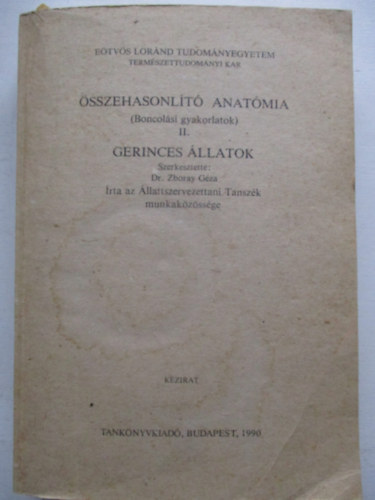 EÖTVÖS LORÁND TUDOMÁNYEGYETEM
TERMÉSZETTUDOMÁNYI KAR
ÖSSZEHASONLÍTÓ ANATÓMIA
(Boncolási gyakorlatok)
II.
GERINCES ÁLLATOK
Szerkesztette:
Dr. Zboray Géza
Írta az Állatszervezettani Tanszék
munkaközössége
KÉZIRAT
TANKÖNYVKIADÓ, BUDAPEST, 1990